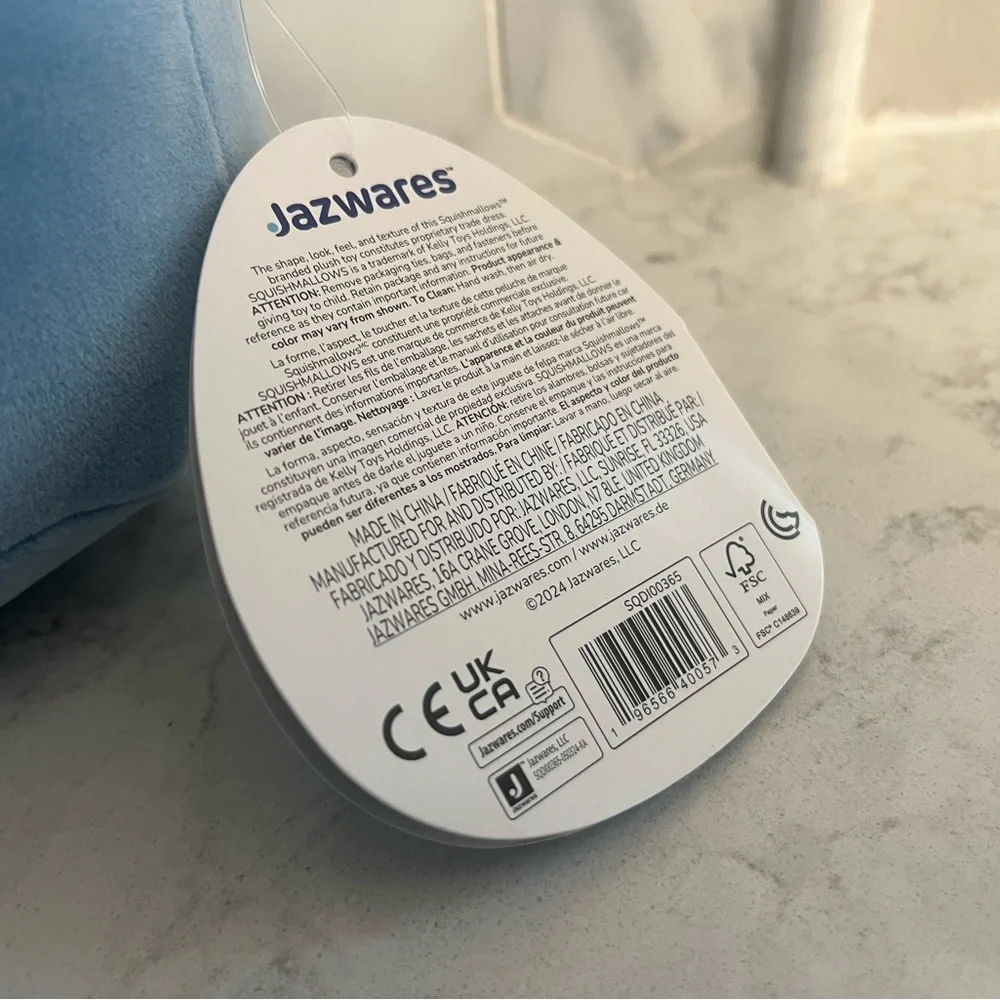 Jazwares™
The shape, look, feel, and texture of this Squishmallows™
branded plush toy constitutes proprietary trade dress.
SQUISHMALLOWS is a trademark of Kelly Toys Holdings, LLC.
ATTENTION: Remove packaging ties, bags, and fasteners before
giving toy to child. Retain package and any instructions for future
reference as they contain important information. Product appearance &
color may vary from shown. To Clean: Hand wash, then air dry.
La forme, l'aspect, le toucher et la texture de cette peluche de marque
Squishmallowsᴹᶜ constituent une propriété commerciale exclusive.
SQUISHMALLOWS est une marque de commerce de Kelly Toys Holdings, LLC.
ATTENTION : Retirer les fils de l'emballage, les sachets et les attaches avant de donner le
jouet à l'enfant. Conserver l'emballage et le manuel d'utilisation pour consultation future car
ils contiennent des informations importantes. L'apparence et la couleur du produit peuvent
varier de l'image. Nettoyage : Lavez le produit à la main et laissez-le sécher à l'air libre.
La forma, aspecto, sensación y textura de este juguete de felpa marca Squishmallows™
constituyen una imagen comercial de propiedad exclusiva. SQUISHMALLOWS es una marca
registrada de Kelly Toys Holdings, LLC. ATENCIÓN: retire los alambres, bolsas y sujetadores del
empaque antes de darle el juguete a un niño. Conserve el empaque y las instrucciones para
referencia futura, ya que contienen información importante. El aspecto y color del producto
pueden ser diferentes a los mostrados. Para limpiar: Lavar a mano, luego secar al aire.
MADE IN CHINA / FABRIQUÉ EN CHINE / FABRICADO EN CHINA
MANUFACTURED FOR AND DISTRIBUTED BY: / FABRIQUÉ ET DISTRIBUÉ PAR: /
FABRICADO Y DISTRIBUIDO POR: JAZWARES, LLC, SUNRISE, FL 33326, USA
JAZWARES, 16A CRANE GROVE, LONDON, N7 8LE, UNITED KINGDOM
JAZWARES GMBH, MINA-REES-STR. 8, 64295 DARMSTADT, GERMANY
www.jazwares.com / www.jazwares.de
©2024 Jazwares, LLC
CE UK
CA
Jazwares.com/Support
Jazwares, LLC
SQDI00365-050324-KA
JAZWARES
SQDI00365
1 96566 40057 3
FSC
MIX
Paper
FSC® C148639